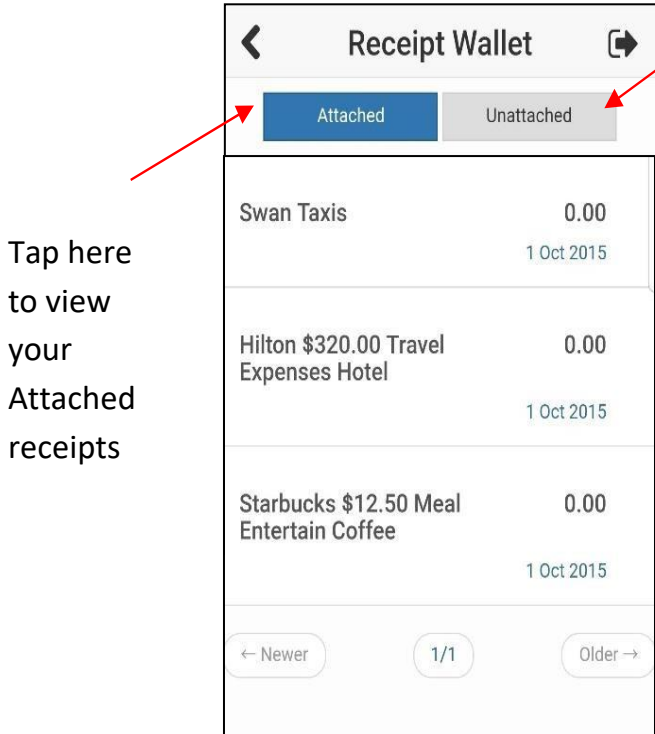 Receipt Wallet
Attached Unattached
Tap here
to view
your
Attached
receipts
Swan Taxis 0.00
1 Oct 2015
Hilton $320.00 Travel 0.00
Expenses Hotel
1 Oct 2015
Starbucks $12.50 Meal 0.00
Entertain Coffee
1 Oct 2015
← Newer 1/1 Older →